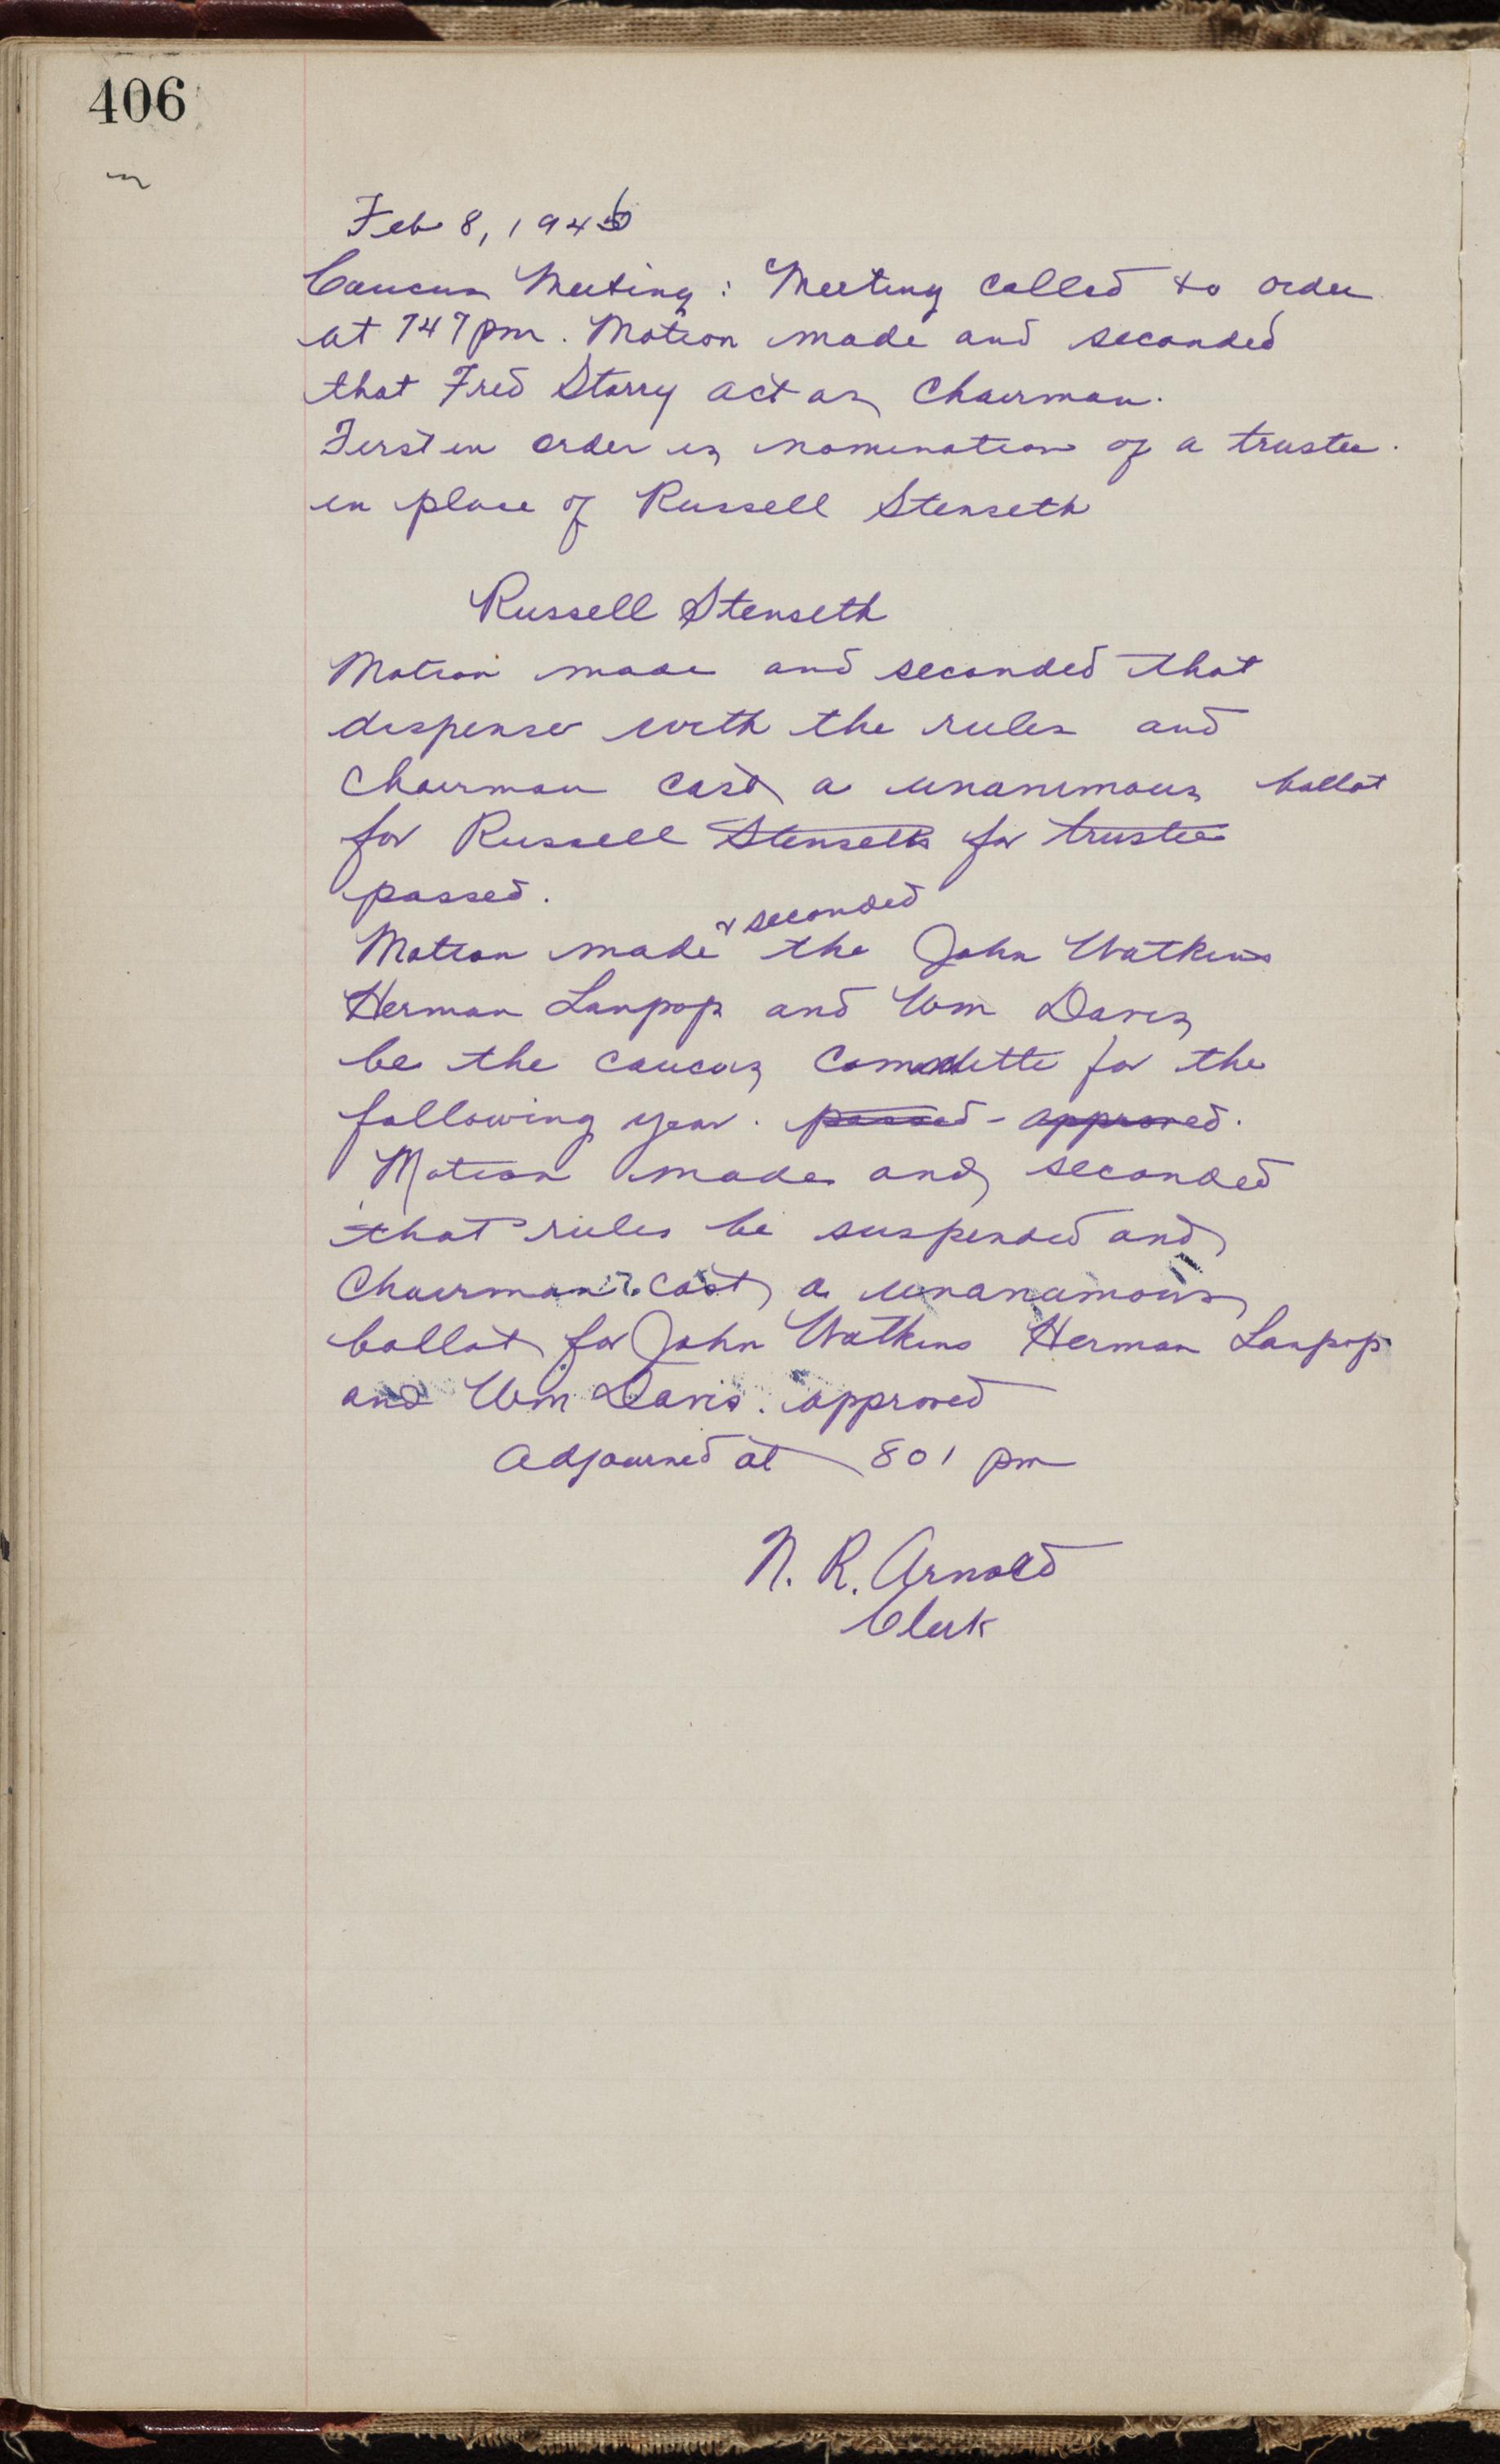 406
Feb 8, 1946
Caucus Meeting : Meeting called to order
at 747 pm. Motion made and seconded
that Fred Starry act as Chairman.
First in order is nomination of a trustee.
in place of Russell Stenseth
Russell Stenseth
Motion made and seconded that
dispense with the rules and
Chairman cast a unanimous ballot
for Russell Stenseth for trustee
passed.
& seconded
Motion made the John Watkins
Herman Lanpop and Wm Davis
be the caucus Committe for the
following year. passed - approved.
Motion made and seconded
that rules be suspended and
Chairman cast a unanamous
ballot for John Watkins Herman Lanpop
and Wm Davis. approved
Adjourned at 801 pm
N. R. Arnold
Clerk